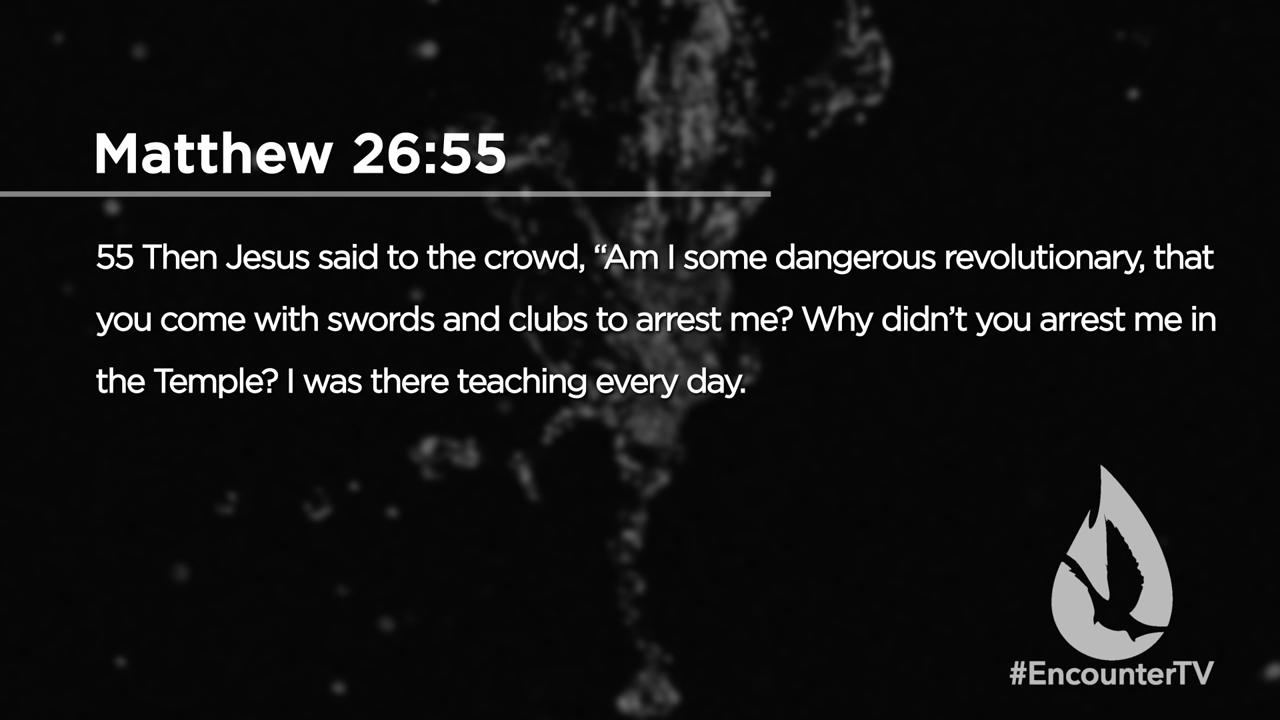 Matthew 26:55
55 Then Jesus said to the crowd, “Am I some dangerous revolutionary, that
you come with swords and clubs to arrest me? Why didn’t you arrest me in
the Temple? I was there teaching every day.
#EncounterTV